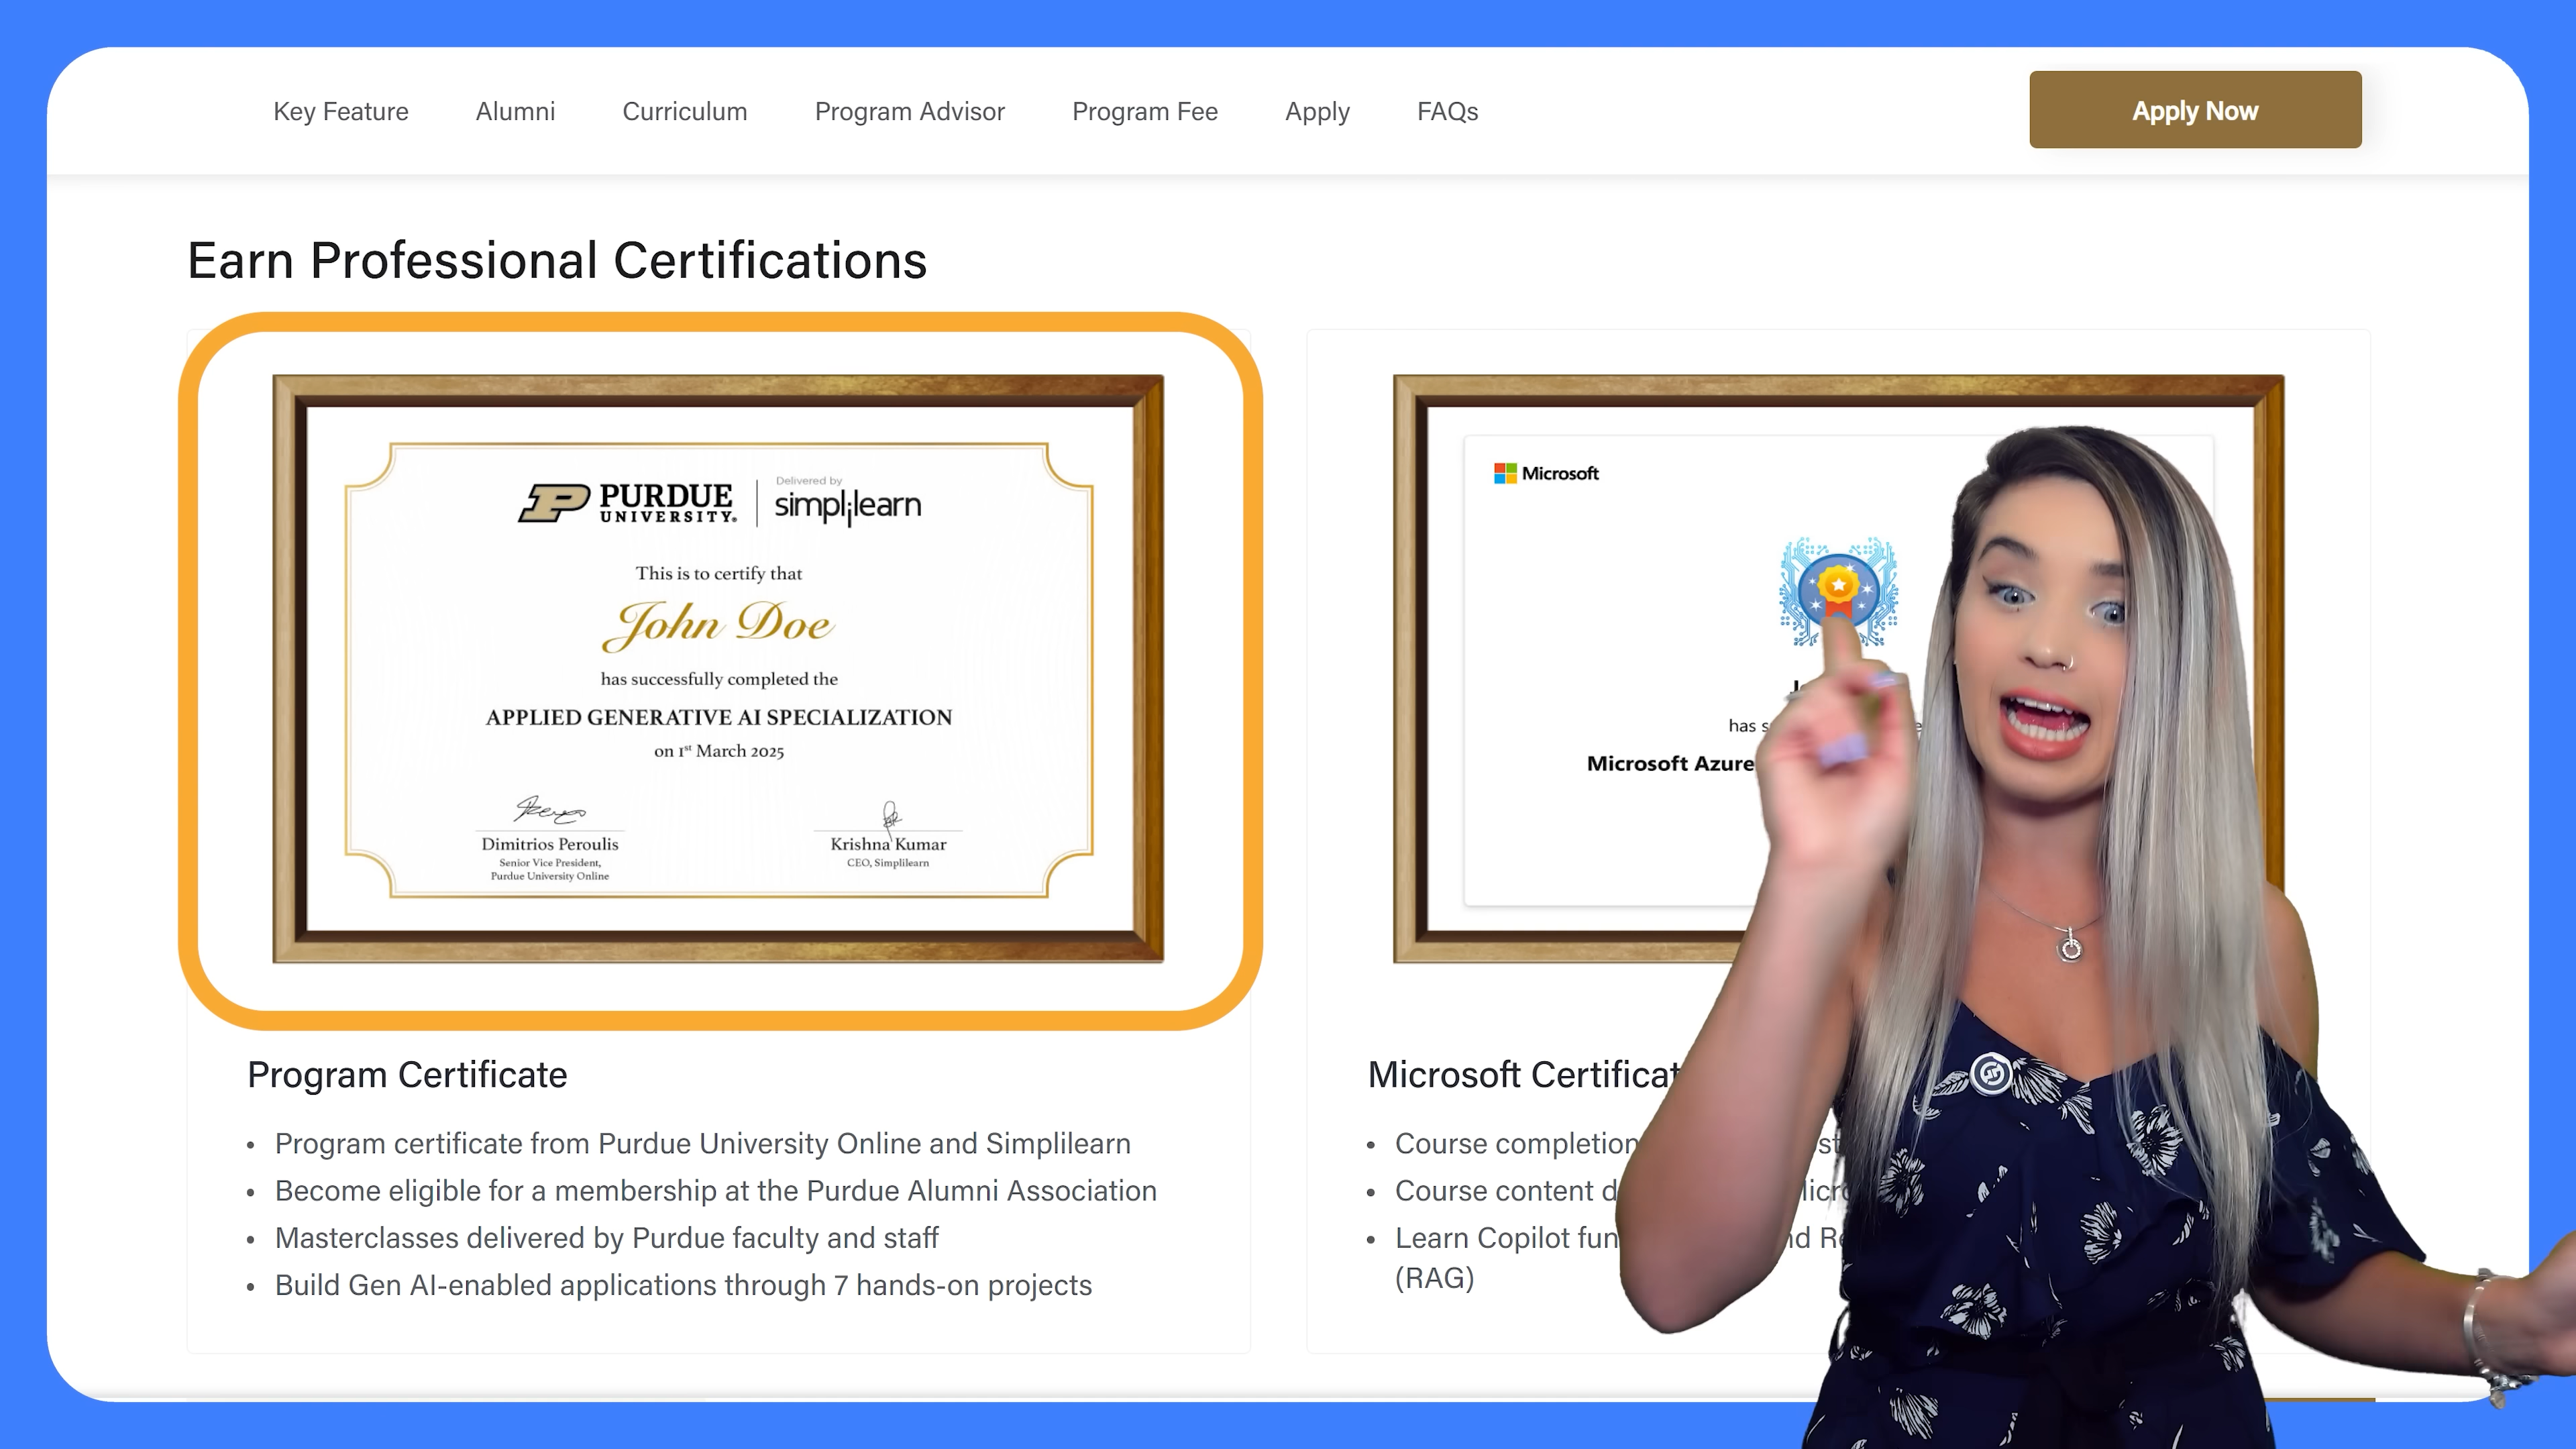 Key Feature
Alumni
Curriculum
Program Advisor
Program Fee
Apply
FAQs
Apply Now
Earn Professional Certifications
PURDUE
UNIVERSITY.
Delivered by
simplilearn
This is to certify that
John Doe
has successfully completed the
APPLIED GENERATIVE AI SPECIALIZATION
on 1st March 2025
Dimitrios Peroulis
Senior Vice President,
Purdue University Online
Krishna Kumar
CEO, Simplilearn
Program Certificate
• Program certificate from Purdue University Online and Simplilearn
• Become eligible for a membership at the Purdue Alumni Association
• Masterclasses delivered by Purdue faculty and staff
• Build Gen AI-enabled applications through 7 hands-on projects
Microsoft
has
Microsoft Azure
Microsoft
• Course completion
• Course content
• Learn Copilot
(RAG)